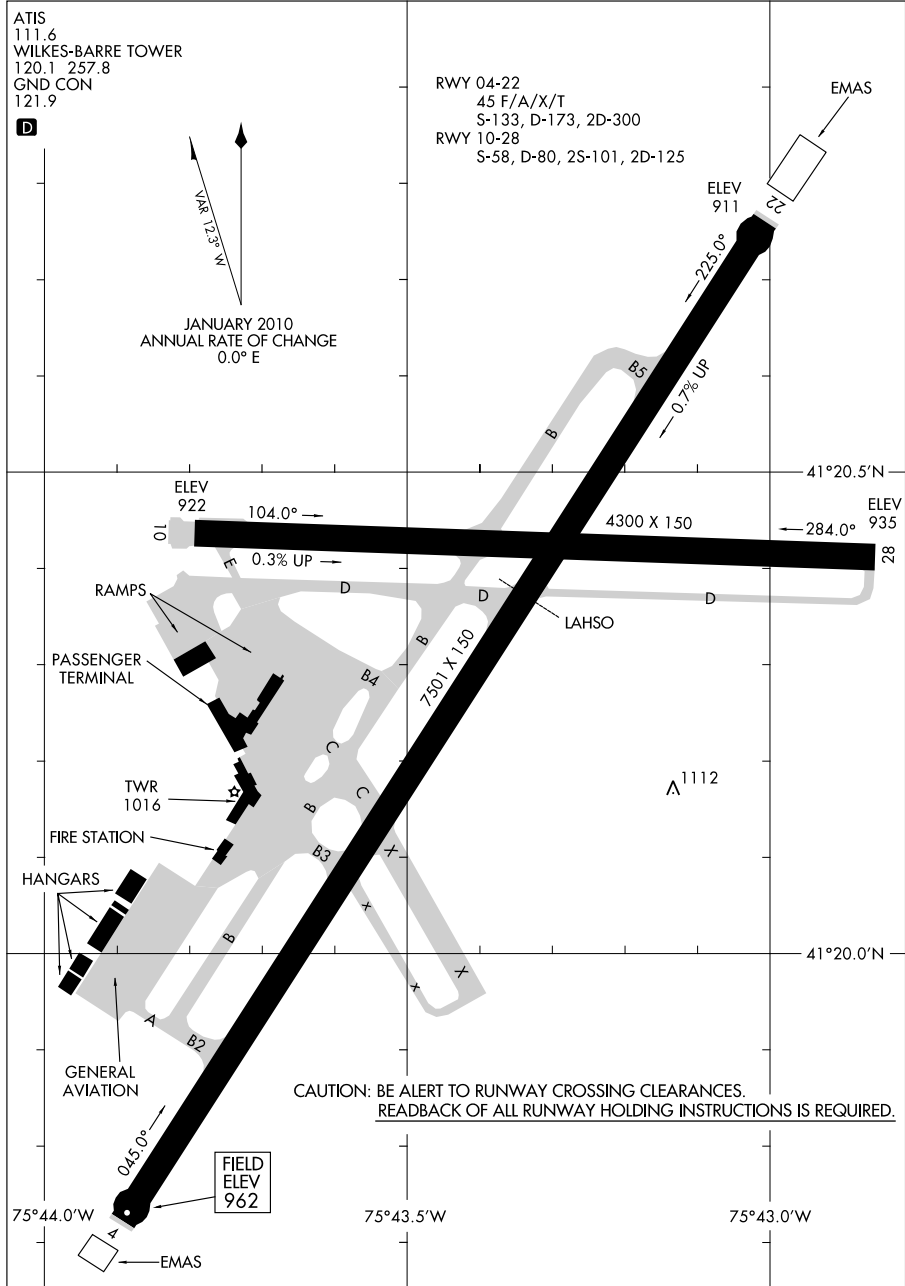 ATIS
111.6
WILKES-BARRE TOWER
120.1 257.8
GND CON
121.9
D
VAR 12.3° W
JANUARY 2010
ANNUAL RATE OF CHANGE
0.0° E
RWY 04-22
45 F/A/X/T
S-133, D-173, 2D-300
RWY 10-28
S-58, D-80, 2S-101, 2D-125
EMAS
ELEV
911
22
225.0°
0.7% UP
B5
B
41°20.5'N
ELEV
922
10
104.0°
0.3% UP
4300 X 150
284.0°
ELEV
935
28
E
D
D
D
LAHSO
RAMPS
B
B4
7501 X 150
PASSENGER
TERMINAL
C
C
1112
TWR
1016
B
FIRE STATION
B3
X
HANGARS
X
B
41°20.0'N
X
X
A
B2
GENERAL
AVIATION
CAUTION: BE ALERT TO RUNWAY CROSSING CLEARANCES.
READBACK OF ALL RUNWAY HOLDING INSTRUCTIONS IS REQUIRED.
045.0°
FIELD
ELEV
962
75°44.0'W
75°43.5'W
75°43.0'W
4
EMAS